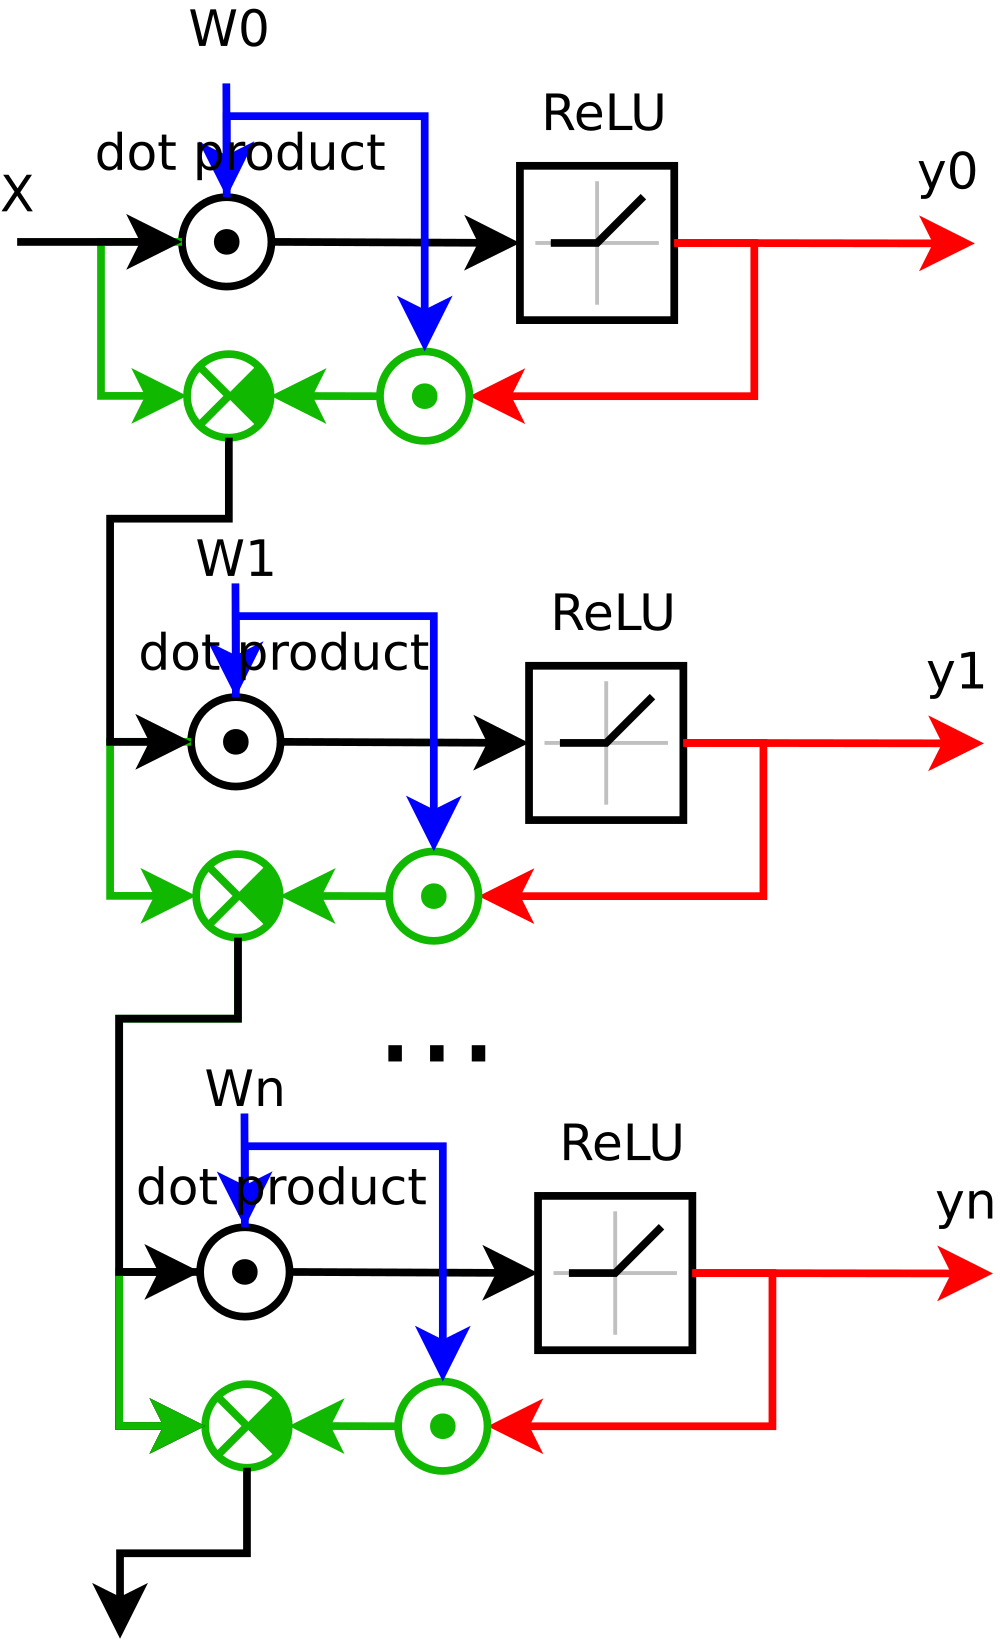 W0
ReLU
dot product
X
y0
W1
ReLU
dot product
y1
...
Wn
ReLU
dot product
yn